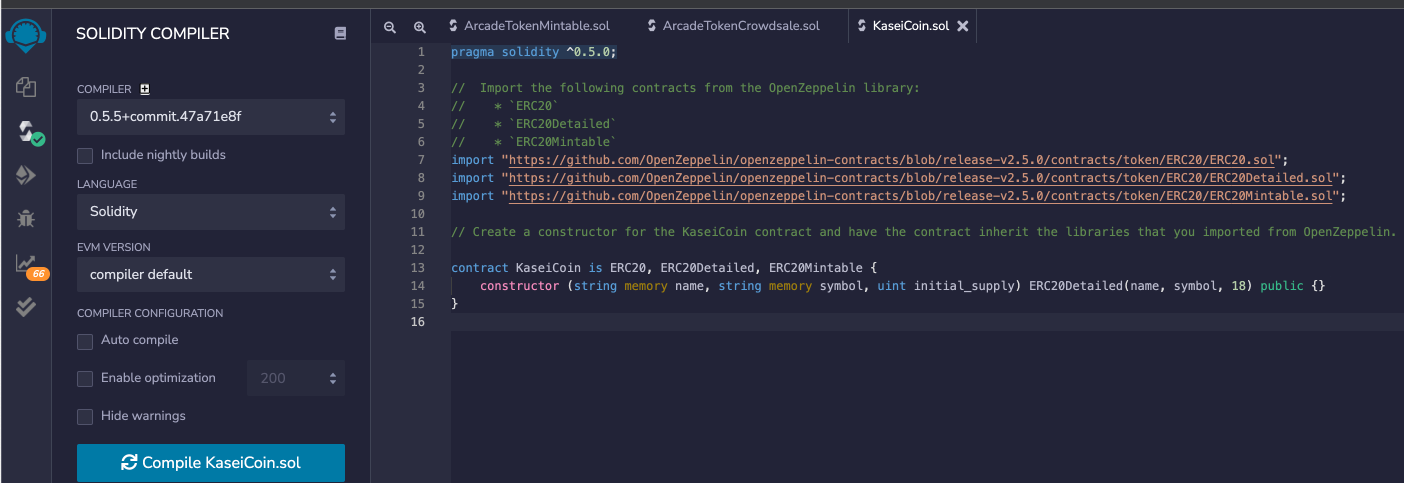 SOLIDITY COMPILER
COMPILER
0.5.5+commit.47a71e8f
Include nightly builds
LANGUAGE
Solidity
EVM VERSION
compiler default
COMPILER CONFIGURATION
Auto compile
Enable optimization
200
Hide warnings
Compile KaseiCoin.sol
66
ArcadeTokenMintable.sol
ArcadeTokenCrowdsale.sol
KaseiCoin.sol
1 pragma solidity ^0.5.0;
2
3 //  Import the following contracts from the OpenZeppelin library:
4 //    * `ERC20`
5 //    * `ERC20Detailed`
6 //    * `ERC20Mintable`
7 import "https://github.com/OpenZeppelin/openzeppelin-contracts/blob/release-v2.5.0/contracts/token/ERC20/ERC20.sol";
8 import "https://github.com/OpenZeppelin/openzeppelin-contracts/blob/release-v2.5.0/contracts/token/ERC20/ERC20Detailed.sol";
9 import "https://github.com/OpenZeppelin/openzeppelin-contracts/blob/release-v2.5.0/contracts/token/ERC20/ERC20Mintable.sol";
10
11 // Create a constructor for the KaseiCoin contract and have the contract inherit the libraries that you imported from OpenZeppelin.
12
13 contract KaseiCoin is ERC20, ERC20Detailed, ERC20Mintable {
14     constructor (string memory name, string memory symbol, uint initial_supply) ERC20Detailed(name, symbol, 18) public {}
15 }
16